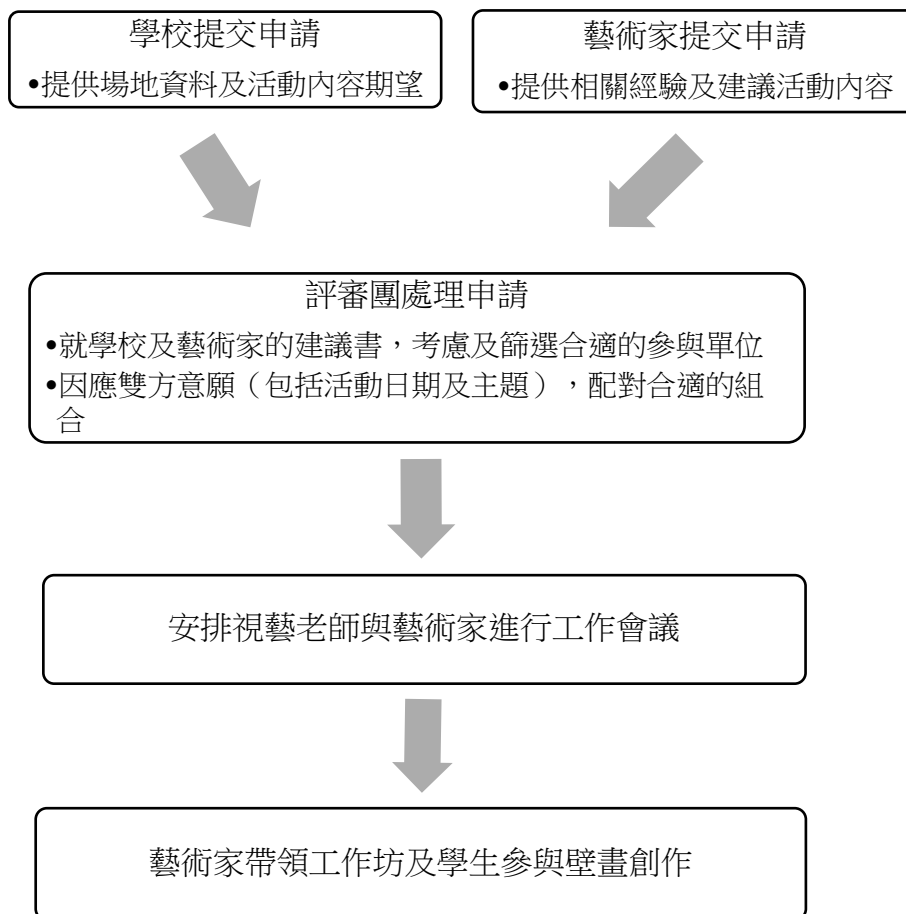 學校提交申請
•提供場地資料及活動內容期望
藝術家提交申請
•提供相關經驗及建議活動內容
評審團處理申請
•就學校及藝術家的建議書，考慮及篩選合適的參與單位
•因應雙方意願（包括活動日期及主題），配對合適的組
合
安排視藝老師與藝術家進行工作會議
藝術家帶領工作坊及學生參與壁畫創作